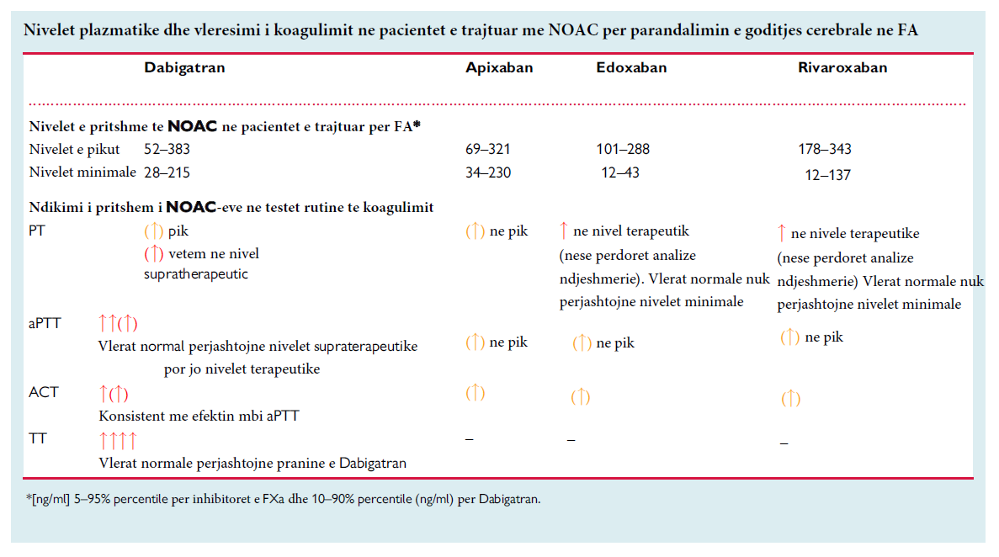 Nivelet plazmatike dhe vleresimi i koagulimit ne pacientet e trajtuar me NOAC per parandalimin e goditjes cerebrale ne FA
Dabigatran Apixaban Edoxaban Rivaroxaban
Nivelet e pritshme te NOAC ne pacientet e trajtuar per FA*
Nivelet e pikut 52–383 69–321 101–288 178–343
Nivelet minimale 28–215 34–230 12–43 12–137
Ndikimi i pritshem i NOAC-eve ne testet rutine te koagulimit
PT (↑) pik (↑) ne pik ↑ ne nivel terapeutik ↑ ne nivele terapeutike
(↑) vetem ne nivel (nese perdoret analize (nese perdoret analize
supratherapeutic ndjeshmerie). Vlerat normale nuk ndjeshmerie) Vlerat normale nuk
perjashtojne nivelet minimale perjashtojne nivelet minimale
aPTT ↑↑(↑) (↑) ne pik (↑) ne pik (↑) ne pik
Vlerat normal perjashtojne nivelet supraterapeutike
por jo nivelet terapeutike
ACT ↑(↑) (↑) (↑) (↑)
Konsistent me efektin mbi aPTT
TT ↑↑↑↑ – – –
Vlerat normale perjashtojne pranine e Dabigatran
*[ng/ml] 5–95% percentile per inhibitoret e FXa dhe 10–90% percentile (ng/ml) per Dabigatran.